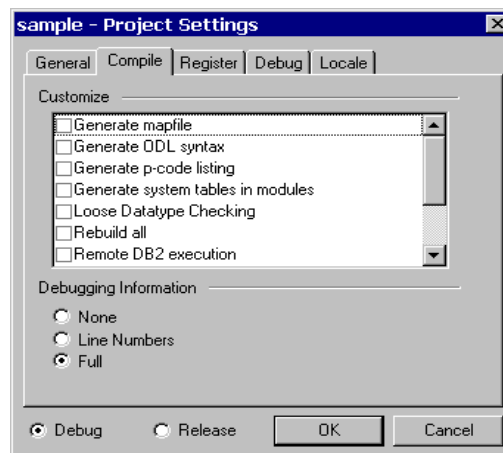 sample - Project Settings
General Compile Register Debug Locale
Customize
Generate mapfile
Generate ODL syntax
Generate p-code listing
Generate system tables in modules
Loose Datatype Checking
Rebuild all
Remote DB2 execution
Debugging Information
None
Line Numbers
Full
Debug Release OK Cancel